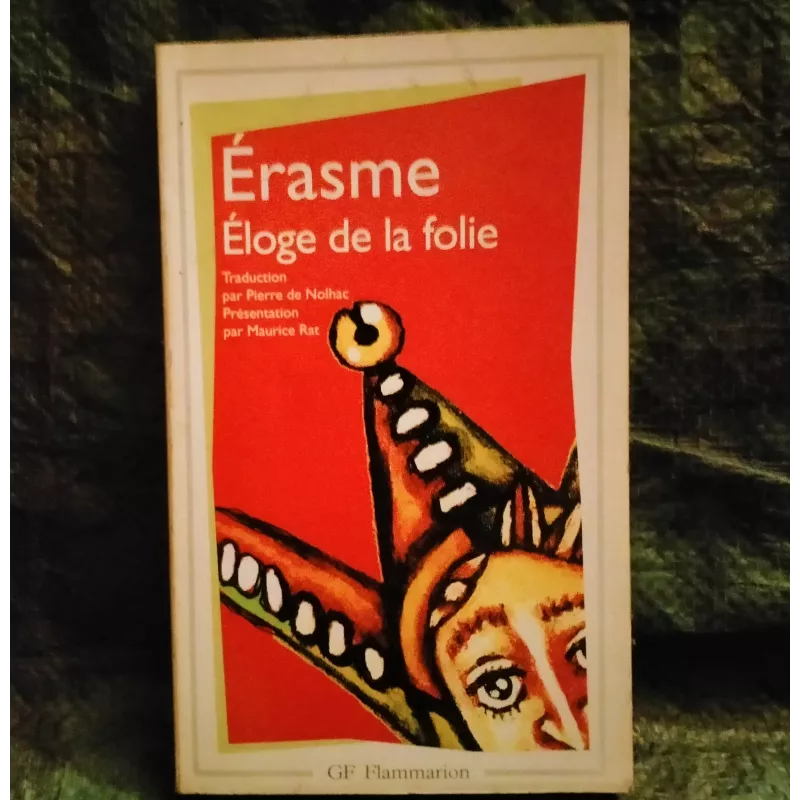 Érasme
Éloge de la folie
Traduction
par Pierre de Nolhac
Présentation
par Maurice Rat
GF Flammarion